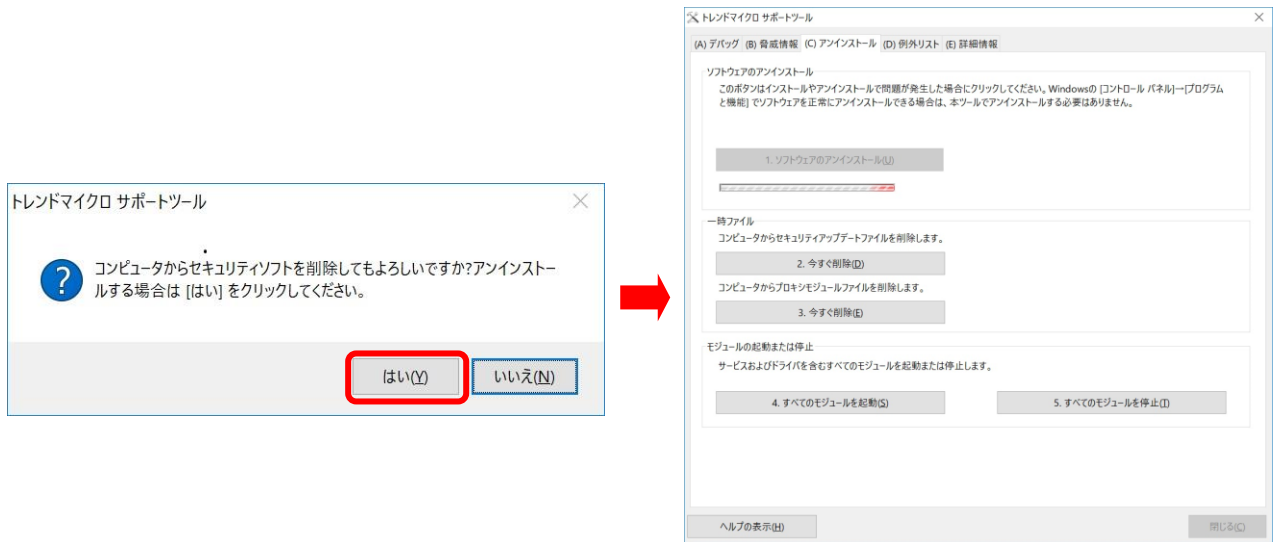 トレンドマイクロ サポートツール
コンピュータからセキュリティソフトを削除してもよろしいですか?アンインストー
ルする場合は [はい] をクリックしてください。
はい(Y)
いいえ(N)
トレンドマイクロ サポートツール
(A) デバッグ (B) 脅威情報 (C) アンインストール (D) 例外リスト (E) 詳細情報
ソフトウェアのアンインストール
このボタンはインストールやアンインストールで問題が発生した場合にクリックしてください。Windowsの [コントロール パネル]→[プログラム
と機能] でソフトウェアを正常にアンインストールできる場合は、本ツールでアンインストールする必要はありません。
1. ソフトウェアのアンインストール(U)
一時ファイル
コンピュータからセキュリティアップデートファイルを削除します。
2. 今すぐ削除(D)
コンピュータからプロキシモジュールファイルを削除します。
3. 今すぐ削除(E)
モジュールの起動または停止
サービスおよびドライバを含むすべてのモジュールを起動または停止します。
4. すべてのモジュールを起動(S)
5. すべてのモジュールを停止(T)
ヘルプの表示(H)
閉じる(C)